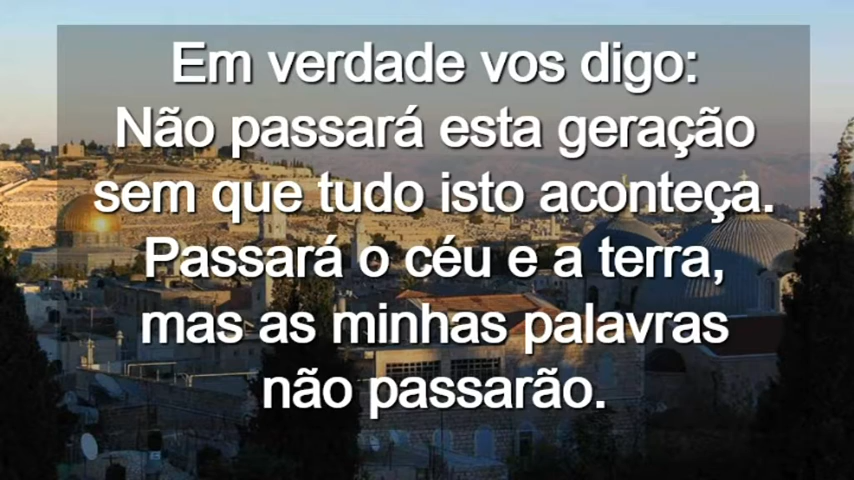 Em verdade vos digo:
Não passará esta geração
sem que tudo isto aconteça.
Passará o céu e a terra,
mas as minhas palavras
não passarão.